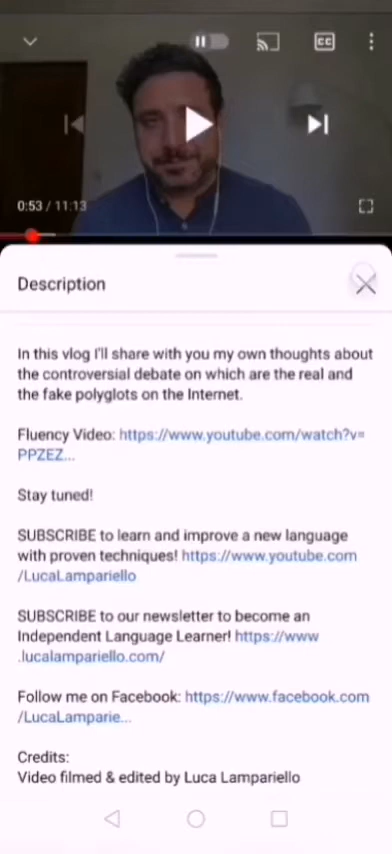 CC
0:53 / 11:13
Description
In this vlog I'll share with you my own thoughts about
the controversial debate on which are the real and
the fake polyglots on the Internet.
Fluency Video: https://www.youtube.com/watch?v=
PPZEZ...
Stay tuned!
SUBSCRIBE to learn and improve a new language
with proven techniques! https://www.youtube.com
/LucaLampariello
SUBSCRIBE to our newsletter to become an
Independent Language Learner! https://www
.lucalampariello.com/
Follow me on Facebook: https://www.facebook.com
/LucaLamparie...
Credits:
Video filmed & edited by Luca Lampariello